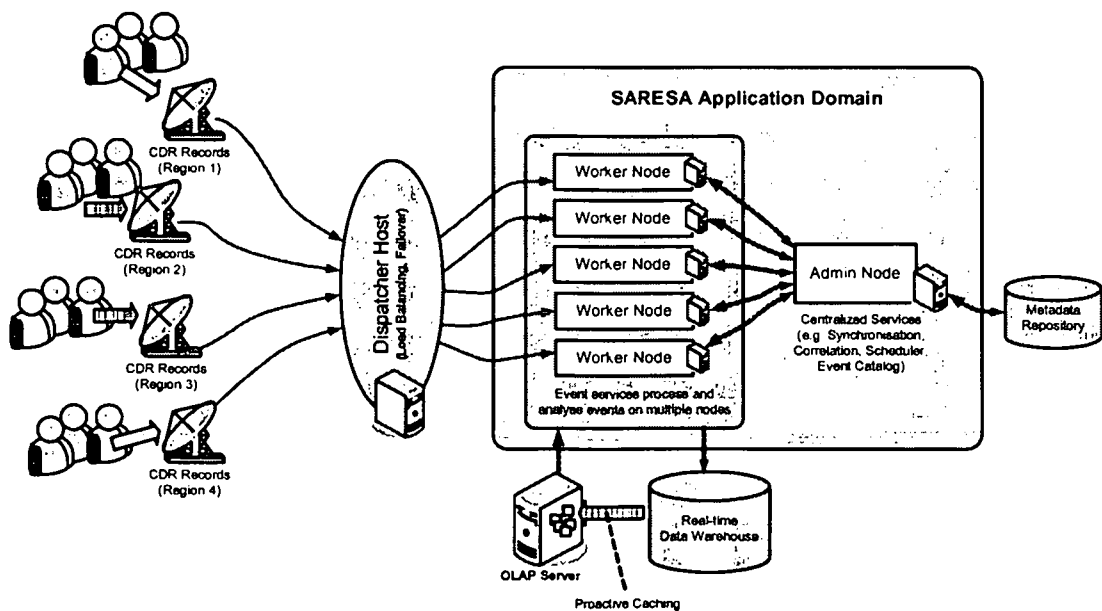 SARESA Application Domain
CDR Records
(Region 1)
CDR Records
(Region 2)
CDR Records
(Region 3)
CDR Records
(Region 4)
Dispatcher Host
(Load Balancing, Failover)
Worker Node
Worker Node
Worker Node
Worker Node
Worker Node
Event services process and
analyse events on multiple nodes
Admin Node
Centralized Services
(e.g Synchronisation,
Correlation, Scheduler
Event Catalog)
Metadata
Repository
OLAP Server
Real-time
Data Warehouse
Proactive Caching